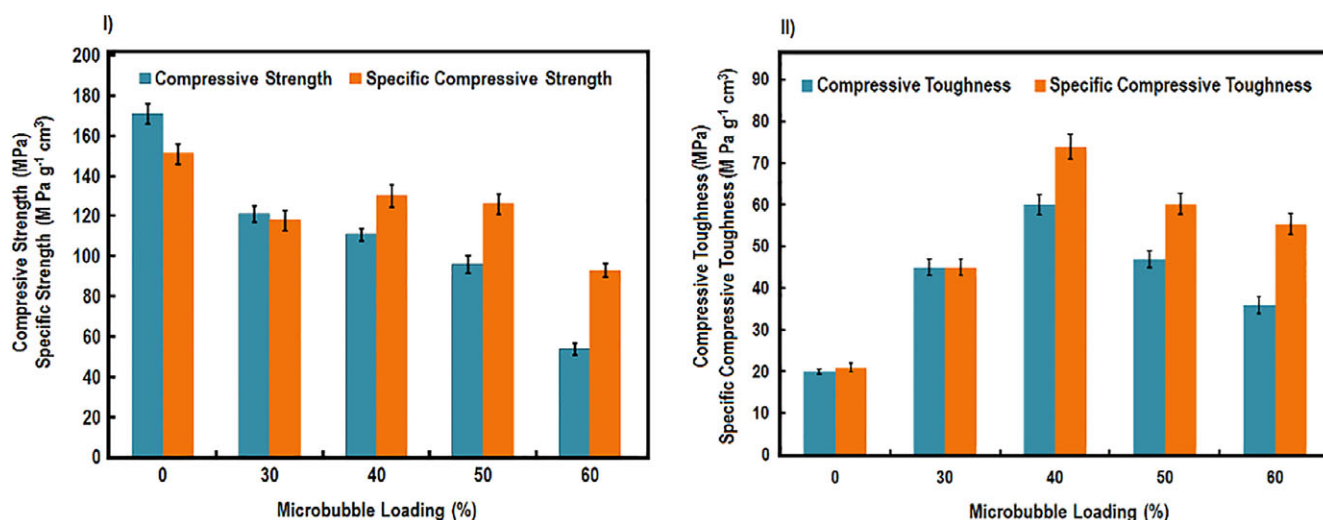 I)
Compressive Strength (MPa)
Specific Strength (M Pa g⁻¹ cm³)
200
180
160
140
120
100
80
60
40
20
0
Compressive Strength
Specific Compressive Strength
0 30 40 50 60
Microbubble Loading (%)
II)
Compressive Toughness (MPa)
Specific Compressive Toughness (M Pa g⁻¹ cm³)
90
80
70
60
50
40
30
20
10
0
Compressive Toughness
Specific Compressive Toughness
0 30 40 50 60
Microbubble Loading (%)